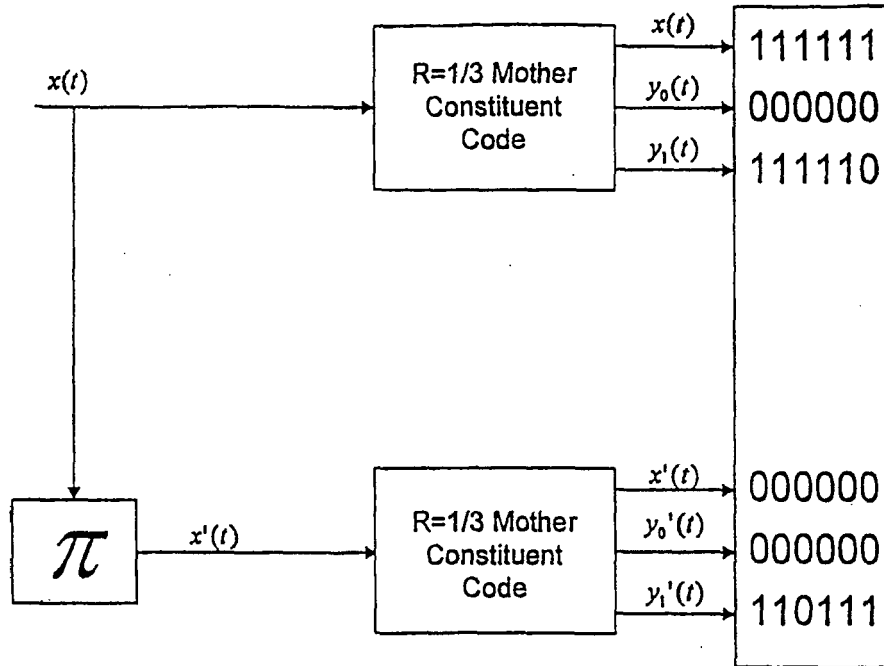 x(t)
R=1/3 Mother
Constituent
Code
x(t)
111111
y₀(t)
000000
y₁(t)
111110
π
x'(t)
R=1/3 Mother
Constituent
Code
x'(t)
000000
y₀'(t)
000000
y₁'(t)
110111